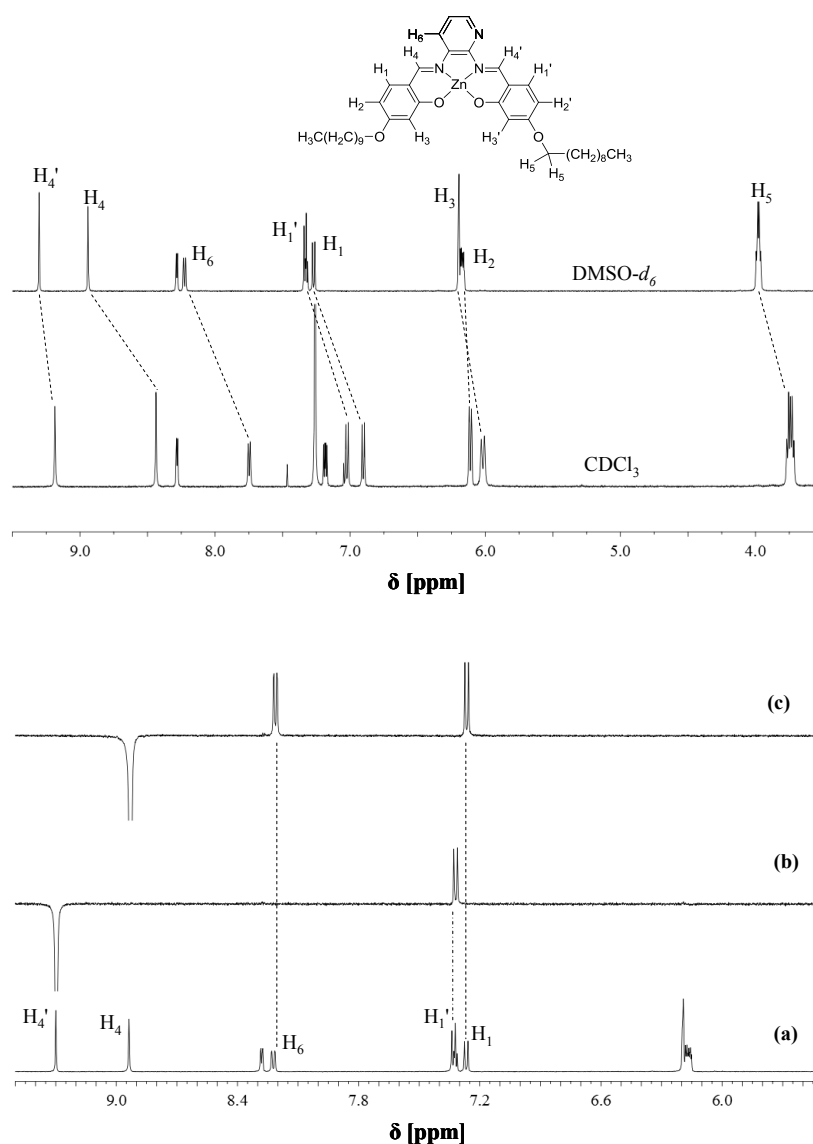 H6 H4 N H4'
H1 N N H1'
Zn
H2 O O H2'
H3C(H2C)9-O H3 H3' O
(CH2)8CH3
H5 H5
H4' H4 H6 H1' H1 H3 H2 H5
DMSO-d6
CDCl3
9.0 8.0 7.0 6.0 5.0 4.0
δ [ppm]
(c)
(b)
H4' H4 H6 H1' H1 (a)
9.0 8.4 7.8 7.2 6.6 6.0
δ [ppm]